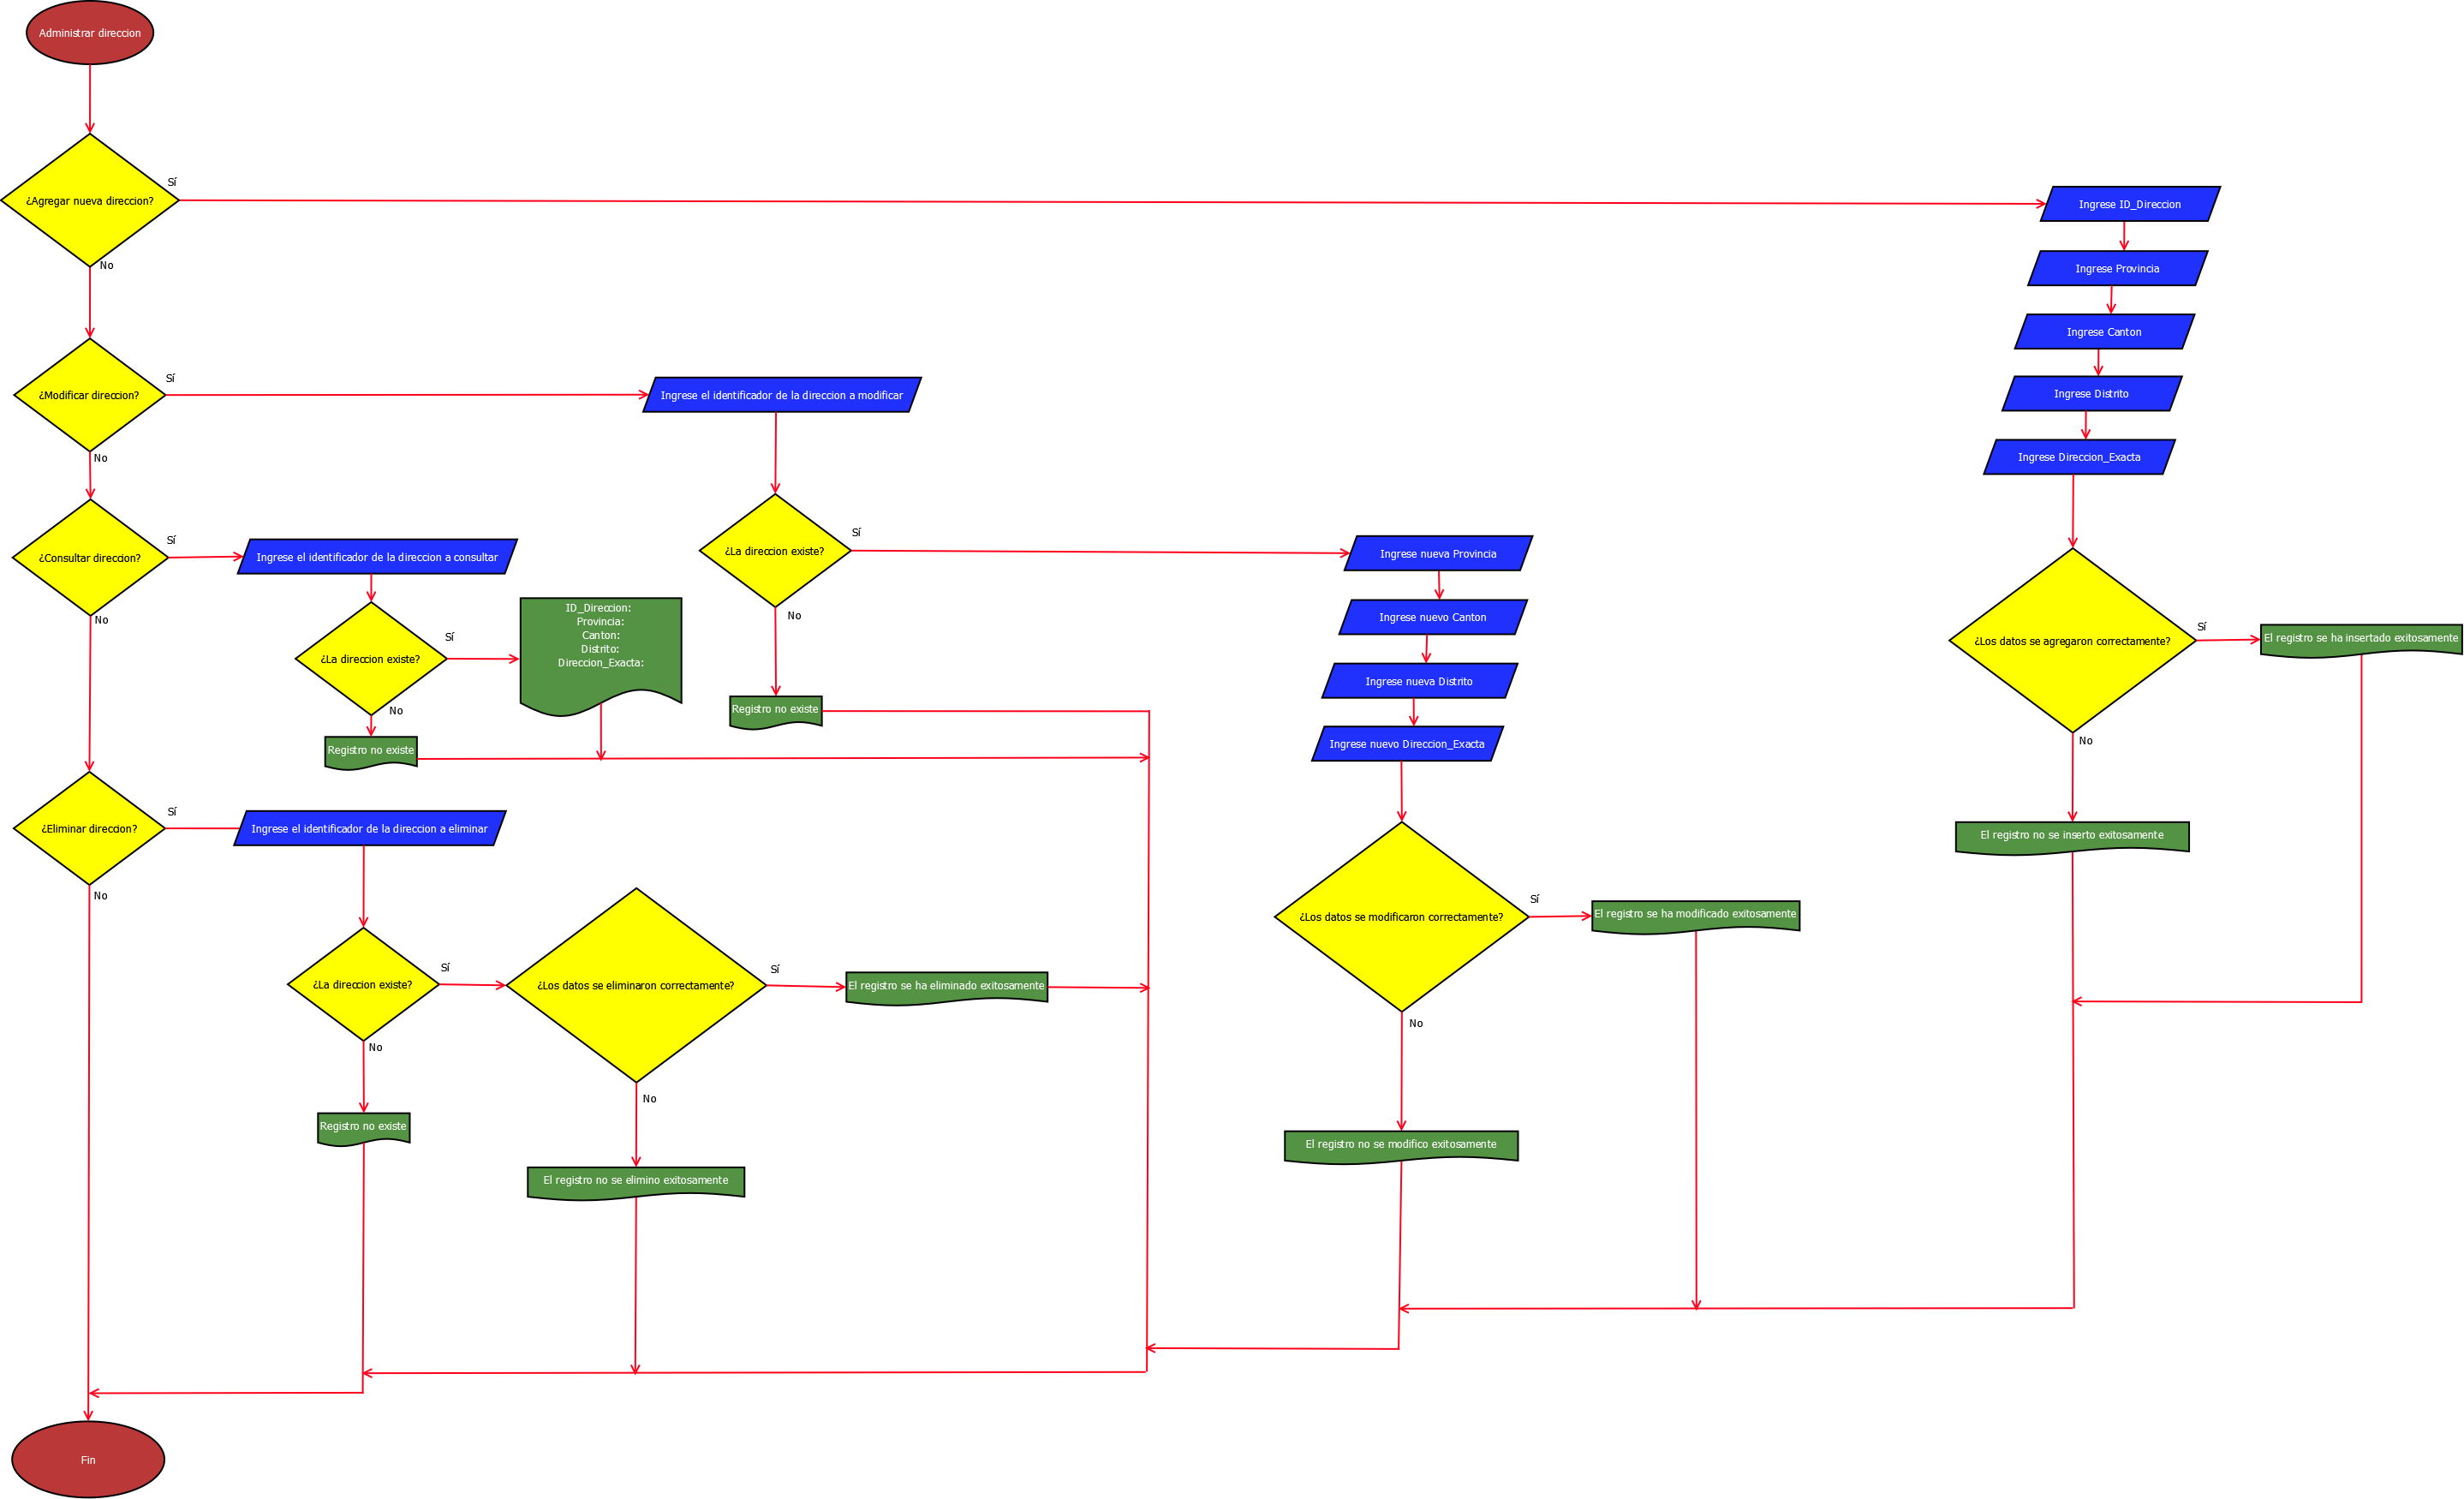 Administrar direccion
Sí
¿Agregar nueva direccion?
Ingrese ID_Direccion
No
Ingrese Provincia
Ingrese Canton
Sí
¿Modificar direccion?
Ingrese el identificador de la direccion a modificar
Ingrese Distrito
No
Ingrese Direccion_Exacta
Sí
¿Consultar direccion?
Ingrese el identificador de la direccion a consultar
Sí
¿La direccion existe?
Ingrese nueva Provincia
No
ID_Direccion:
Provincia:
Canton:
Distrito:
Direccion_Exacta:
No
Ingrese nuevo Canton
Sí
¿La direccion existe?
Sí
¿Los datos se agregaron correctamente?
El registro se ha insertado exitosamente
Ingrese nueva Distrito
No
Registro no existe
Registro no existe
Ingrese nuevo Direccion_Exacta
No
Sí
¿Eliminar direccion?
Ingrese el identificador de la direccion a eliminar
El registro no se inserto exitosamente
No
Sí
¿Los datos se modificaron correctamente?
El registro se ha modificado exitosamente
Sí
¿La direccion existe?
Sí
¿Los datos se eliminaron correctamente?
El registro se ha eliminado exitosamente
No
No
No
Registro no existe
El registro no se modifico exitosamente
El registro no se elimino exitosamente
Fin